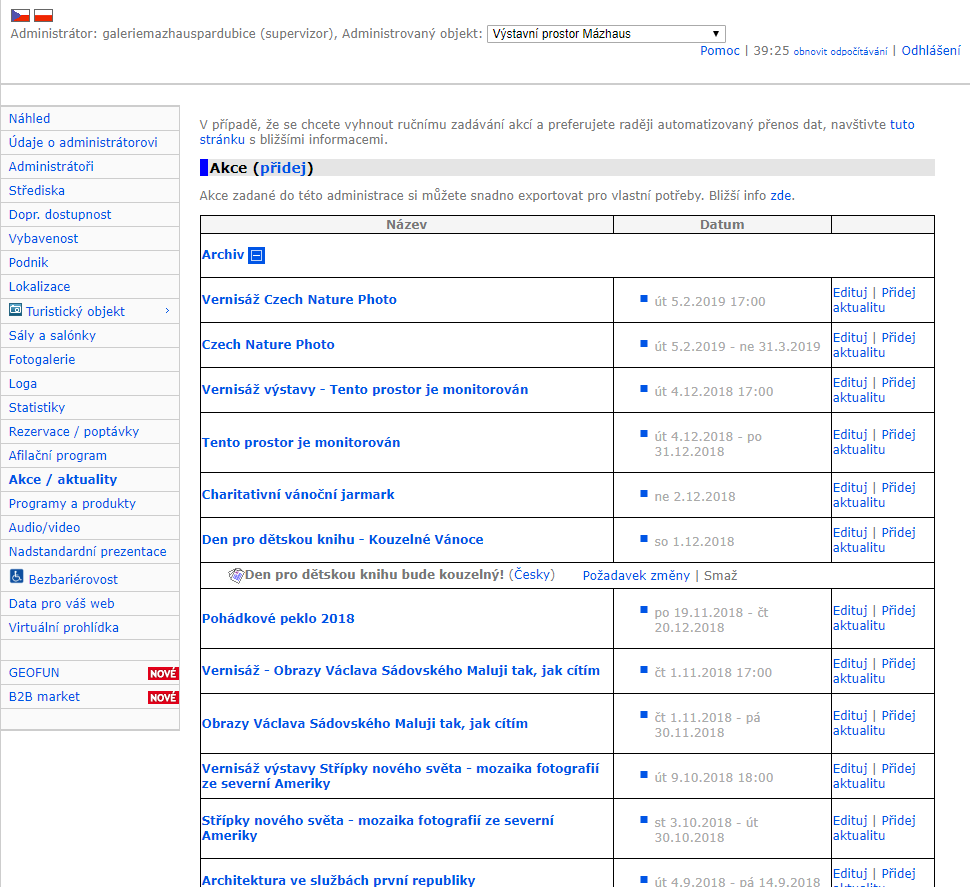 Administrátor: galeriemazhauspardubice (supervizor), Administrovaný objekt: Výstavní prostor Mázhaus
Pomoc | 39:25 obnovit odpočítávání | Odhlášení
Náhled
Údaje o administrátorovi
Administrátoři
Střediska
Dopr. dostupnost
Vybavenost
Podnik
Lokalizace
Turistický objekt
Sály a salónky
Fotogalerie
Loga
Statistiky
Rezervace / poptávky
Afilační program
Akce / aktuality
Programy a produkty
Audio/video
Nadstandardní prezentace
Bezbariérovost
Data pro váš web
Virtuální prohlídka
GEOFUN NOVÉ
B2B market NOVÉ
V případě, že se chcete vyhnout ručnímu zadávání akcí a preferujete raději automatizovaný přenos dat, navštivte tuto
stránku s bližšími informacemi.
Akce (přidej)
Akce zadané do této administrace si můžete snadno exportovat pro vlastní potřeby. Bližší info zde.
Název Datum
Archiv
Vernisáž Czech Nature Photo út 5.2.2019 17:00 Edituj | Přidej
aktualitu
Czech Nature Photo út 5.2.2019 - ne 31.3.2019 Edituj | Přidej
aktualitu
Vernisáž výstavy - Tento prostor je monitorován út 4.12.2018 17:00 Edituj | Přidej
aktualitu
Tento prostor je monitorován út 4.12.2018 - po
31.12.2018 Edituj | Přidej
aktualitu
Charitativní vánoční jarmark ne 2.12.2018 Edituj | Přidej
aktualitu
Den pro dětskou knihu - Kouzelné Vánoce so 1.12.2018 Edituj | Přidej
aktualitu
Den pro dětskou knihu bude kouzelný! (Česky) Požadavek změny | Smaž
Pohádkové peklo 2018 po 19.11.2018 - čt
20.12.2018 Edituj | Přidej
aktualitu
Vernisáž - Obrazy Václava Sádovského Maluji tak, jak cítím čt 1.11.2018 17:00 Edituj | Přidej
aktualitu
Obrazy Václava Sádovského Maluji tak, jak cítím čt 1.11.2018 - pá
30.11.2018 Edituj | Přidej
aktualitu
Vernisáž výstavy Střípky nového světa - mozaika fotografií
ze severní Ameriky út 9.10.2018 18:00 Edituj | Přidej
aktualitu
Střípky nového světa - mozaika fotografií ze severní
Ameriky st 3.10.2018 - út
30.10.2018 Edituj | Přidej
aktualitu
Architektura ve službách první republiky út 4.9.2018 - pá 14.9.2018 Edituj | Přidej
aktualitu